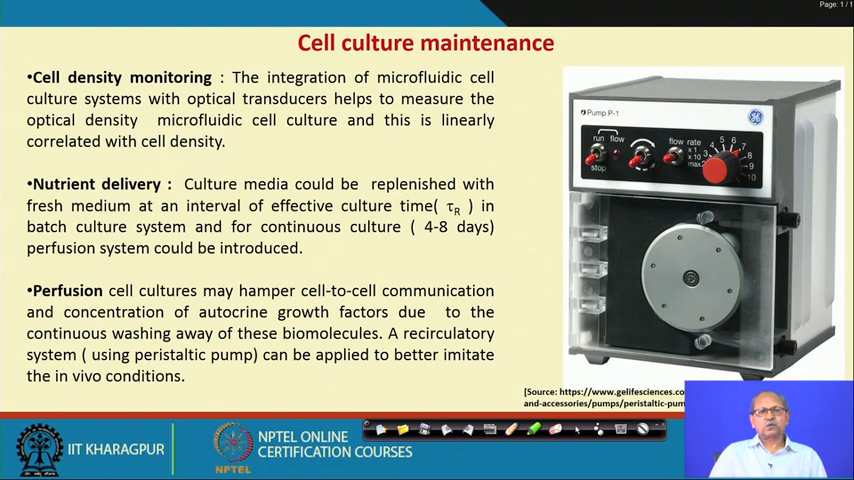 Page: 1 / 1
Cell culture maintenance
•Cell density monitoring : The integration of microfluidic cell
culture systems with optical transducers helps to measure the
optical density microfluidic cell culture and this is linearly
correlated with cell density.
•Nutrient delivery : Culture media could be replenished with
fresh medium at an interval of effective culture time( τR ) in
batch culture system and for continuous culture ( 4-8 days)
perfusion system could be introduced.
•Perfusion cell cultures may hamper cell-to-cell communication
and concentration of autocrine growth factors due to the
continuous washing away of these biomolecules. A recirculatory
system ( using peristaltic pump) can be applied to better imitate
the in vivo conditions.
Pump P-1
run flow
stop
flow rate
x 1
x 10
max
2 3 4 5 6 7 8 9 10
[Source: https://www.gelifesciences.co
and-accessories/pumps/peristaltic-pum
IIT KHARAGPUR
NPTEL
NPTEL ONLINE
CERTIFICATION COURSES